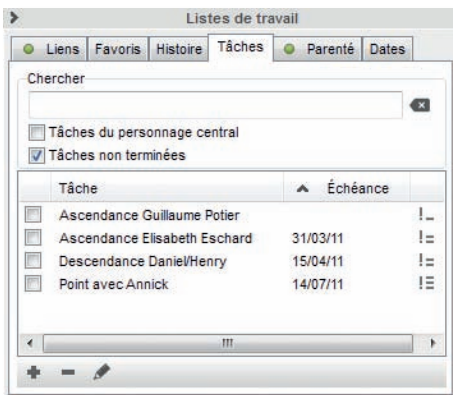 Listes de travail
Liens Favoris Histoire Tâches Parenté Dates
Chercher
Tâches du personnage central
Tâches non terminées
Tâche Échéance
Ascendance Guillaume Potier
Ascendance Elisabeth Eschard 31/03/11
Descendance Daniel/Henry 15/04/11
Point avec Annick 14/07/11